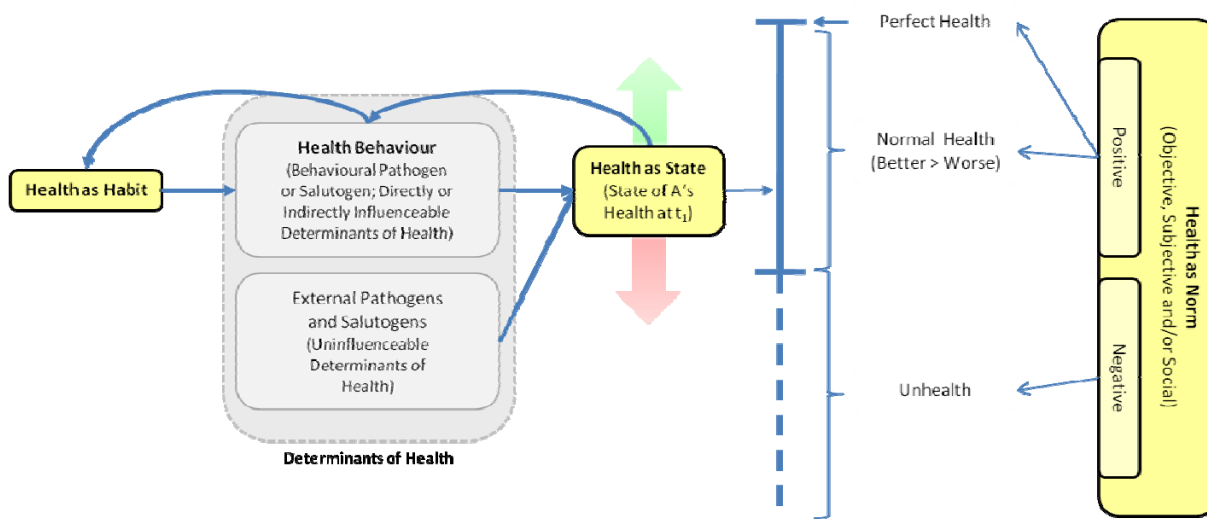 Health as Habit
Health Behaviour
(Behavioural Pathogen
or Salutogen; Directly or
Indirectly Influenceable
Determinants of Health)
External Pathogens
and Salutogens
(Uninfluenceable
Determinants of
Health)
Determinants of Health
Health as State
(State of A's
Health at t₁)
Perfect Health
Normal Health
(Better > Worse)
Unhealth
Positive
Negative
Health as Norm
(Objective, Subjective and/or Social)